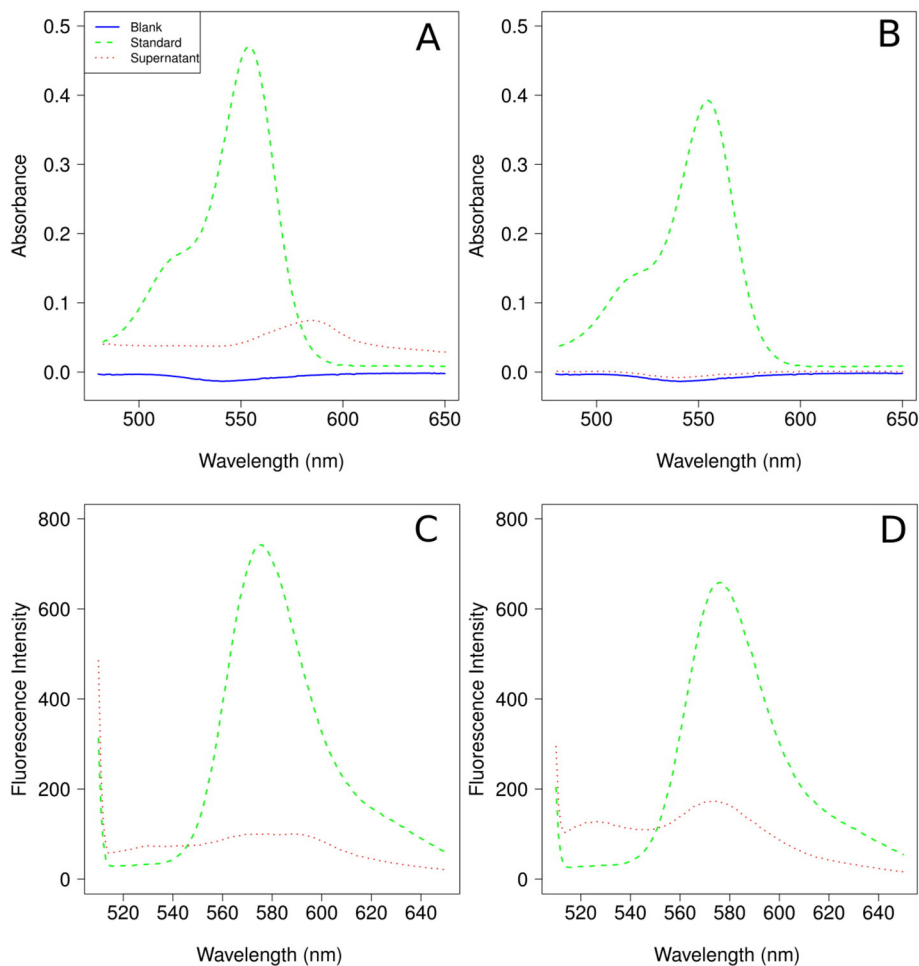 A
Blank
Standard
Supernatant
0.5
0.4
0.3
0.2
0.1
0.0
Absorbance
500 550 600 650
Wavelength (nm)
B
0.5
0.4
0.3
0.2
0.1
0.0
Absorbance
500 550 600 650
Wavelength (nm)
C
800
600
400
200
0
Fluorescence Intensity
520 540 560 580 600 620 640
Wavelength (nm)
D
800
600
400
200
0
Fluorescence Intensity
520 540 560 580 600 620 640
Wavelength (nm)